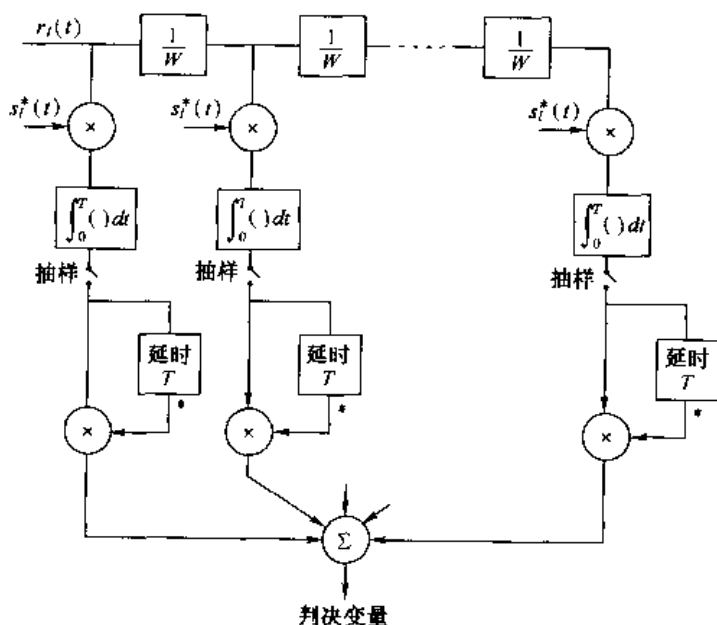 r_l(t)
1/W
1/W
1/W
s_l^*(t)
×
s_l^*(t)
×
s_l^*(t)
×
∫_0^T ( ) dt
∫_0^T ( ) dt
∫_0^T ( ) dt
抽样
抽样
抽样
延时
T
*
延时
T
*
延时
T
*
×
×
×
Σ
判决变量